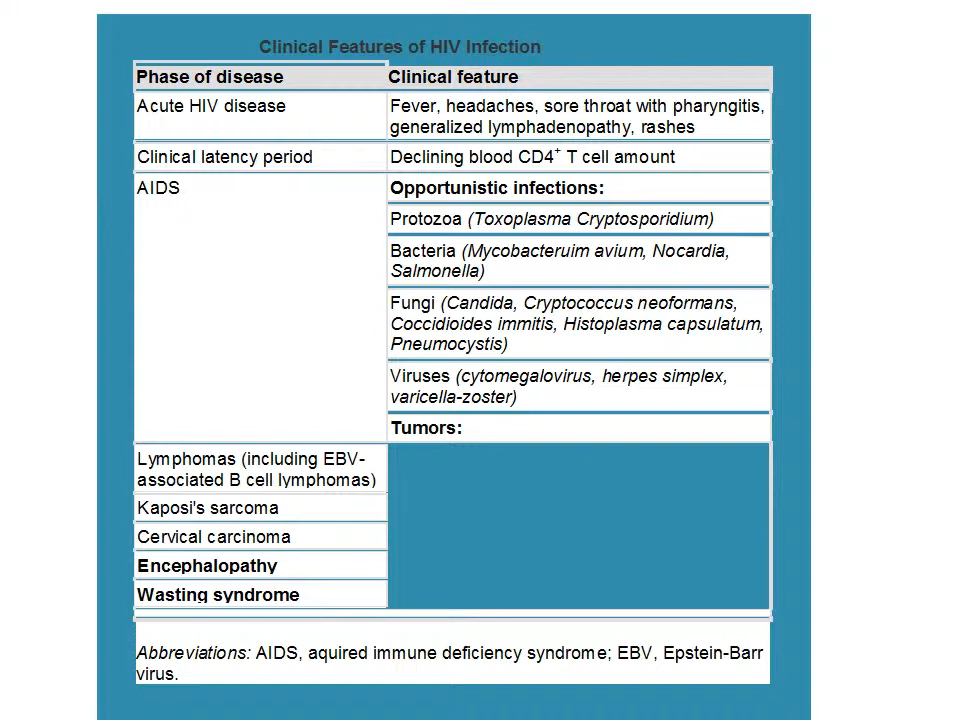 Clinical Features of HIV Infection
Phase of disease
Clinical feature
Acute HIV disease
Fever, headaches, sore throat with pharyngitis,
generalized lymphadenopathy, rashes
Clinical latency period
Declining blood CD4+ T cell amount
AIDS
Opportunistic infections:
Protozoa (Toxoplasma Cryptosporidium)
Bacteria (Mycobacteruim avium, Nocardia,
Salmonella)
Fungi (Candida, Cryptococcus neoformans,
Coccidioides immitis, Histoplasma capsulatum,
Pneumocystis)
Viruses (cytomegalovirus, herpes simplex,
varicella-zoster)
Tumors:
Lymphomas (including EBV-
associated B cell lymphomas)
Kaposi's sarcoma
Cervical carcinoma
Encephalopathy
Wasting syndrome
Abbreviations: AIDS, aquired immune deficiency syndrome; EBV, Epstein-Barr
virus.